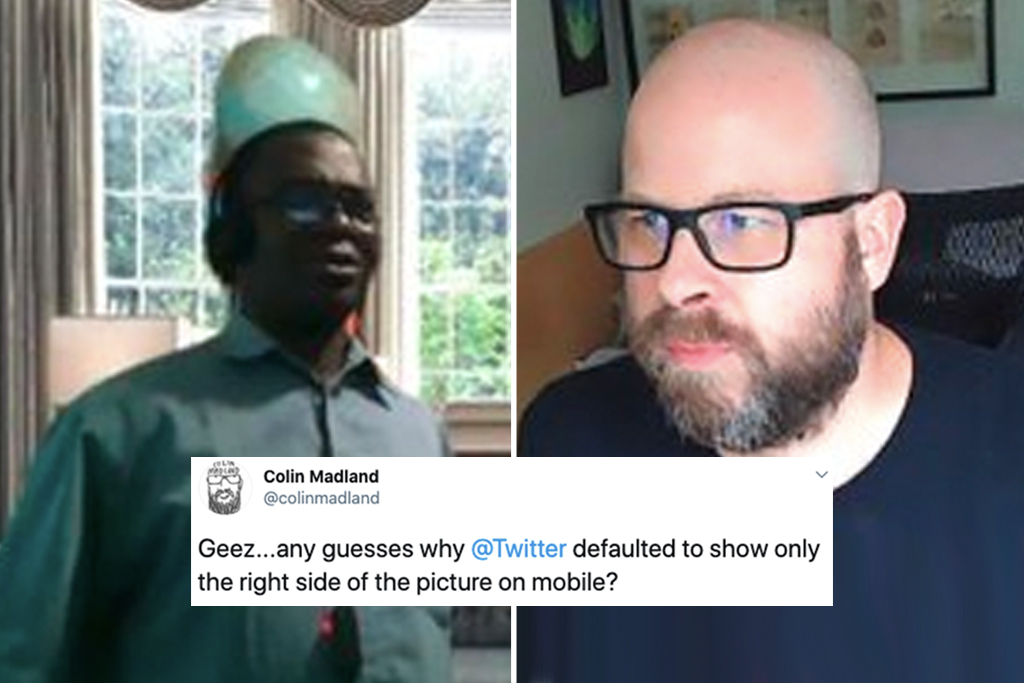 Colin Madland
@colinmadland
Geez...any guesses why @Twitter defaulted to show only
the right side of the picture on mobile?